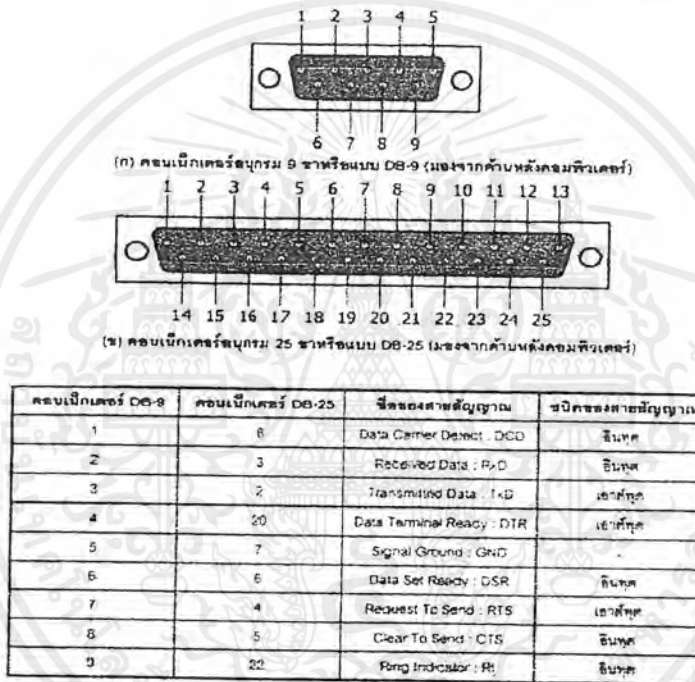 1 2 3 4 5
6 7 8 9
(ก) คอนเน็กเตอร์อนุกรม 9 ขาหรือแบบ DB-9 (มองจากด้านหลังคอมพิวเตอร์)
1 2 3 4 5 6 7 8 9 10 11 12 13
14 15 16 17 18 19 20 21 22 23 24 25
(ข) คอนเน็กเตอร์อนุกรม 25 ขาหรือแบบ DB-25 (มองจากด้านหลังคอมพิวเตอร์)
คอนเน็กเตอร์ DB-9 คอนเน็กเตอร์ DB-25 ชื่อของสายสัญญาณ ชนิดของสายสัญญาณ
1 8 Data Carrier Detect : DCD อินพุต
2 3 Received Data : RxD อินพุต
3 2 Transmitted Data : TxD เอาต์พุต
4 20 Data Terminal Ready : DTR เอาต์พุต
5 7 Signal Ground : GND -
6 6 Data Set Ready : DSR อินพุต
7 4 Request To Send : RTS เอาต์พุต
8 5 Clear To Send : CTS อินพุต
9 22 Ring Indicator : RI อินพุต